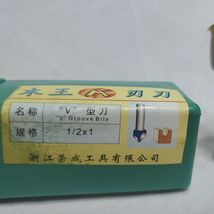 木王 刃刀
名称 "V" 型刀
"V" Groove Bits
规格 1/2x1
浙江荟成工具有限公司